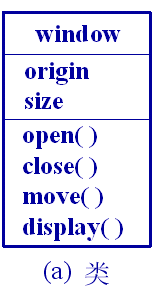 window
origin
size
open( )
close( )
move( )
display( )
(a) 类